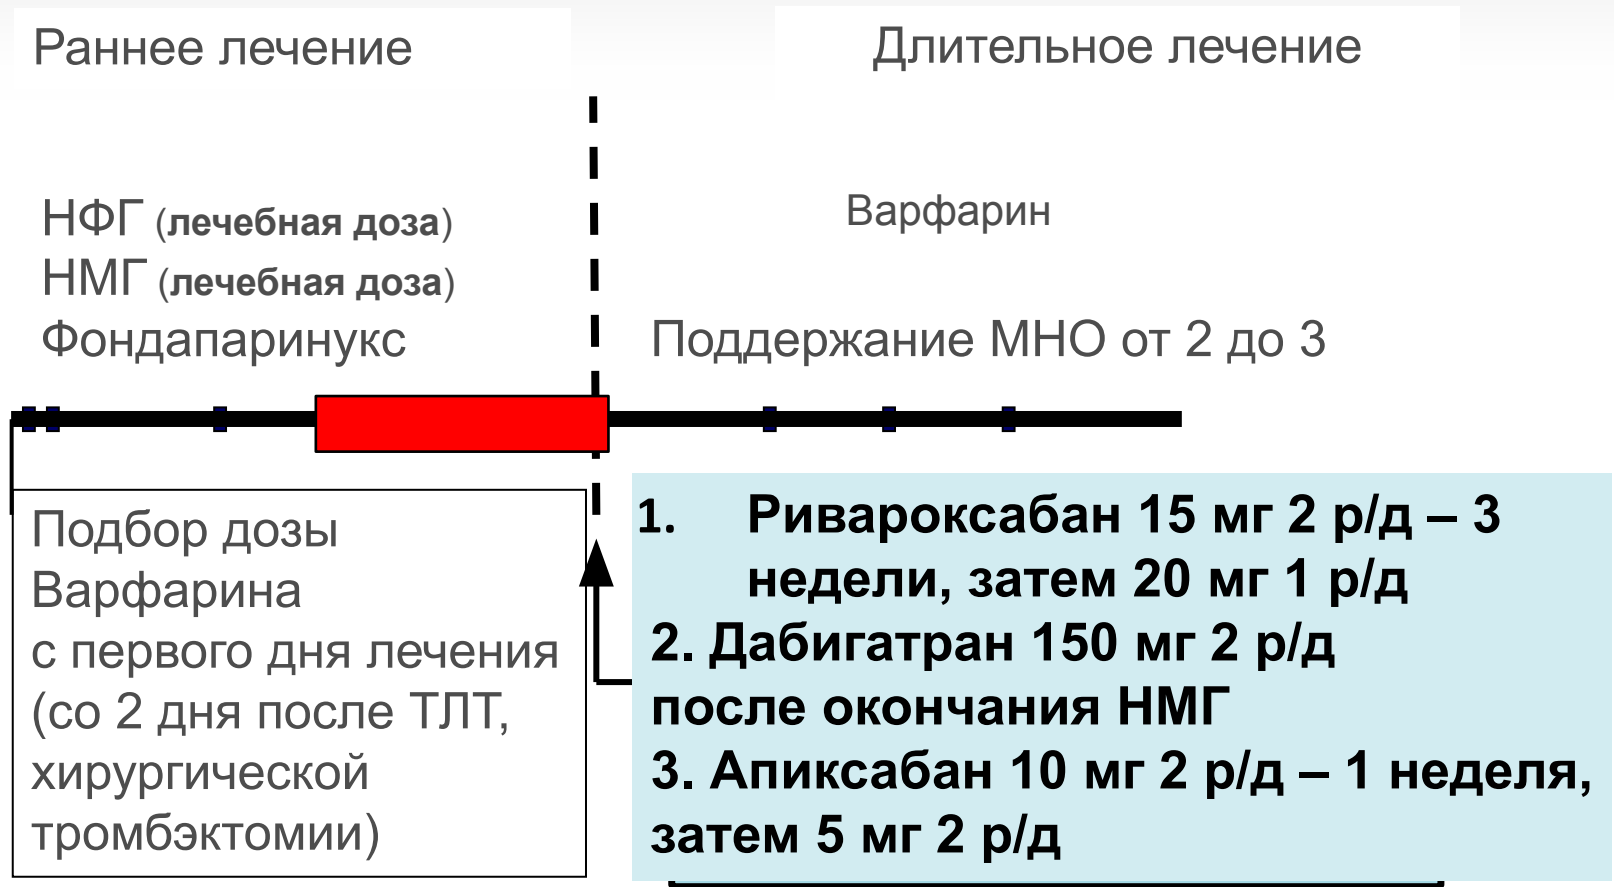 Раннее лечение
Длительное лечение
НФГ (лечебная доза)
НМГ (лечебная доза)
Фондапаринукс
Варфарин
Поддержание МНО от 2 до 3
Подбор дозы
Варфарина
с первого дня лечения
(со 2 дня после ТЛТ,
хирургической
тромбэктомии)
1. Ривароксабан 15 мг 2 р/д – 3
недели, затем 20 мг 1 р/д
2. Дабигатран 150 мг 2 р/д
после окончания НМГ
3. Апиксабан 10 мг 2 р/д – 1 неделя,
затем 5 мг 2 р/д